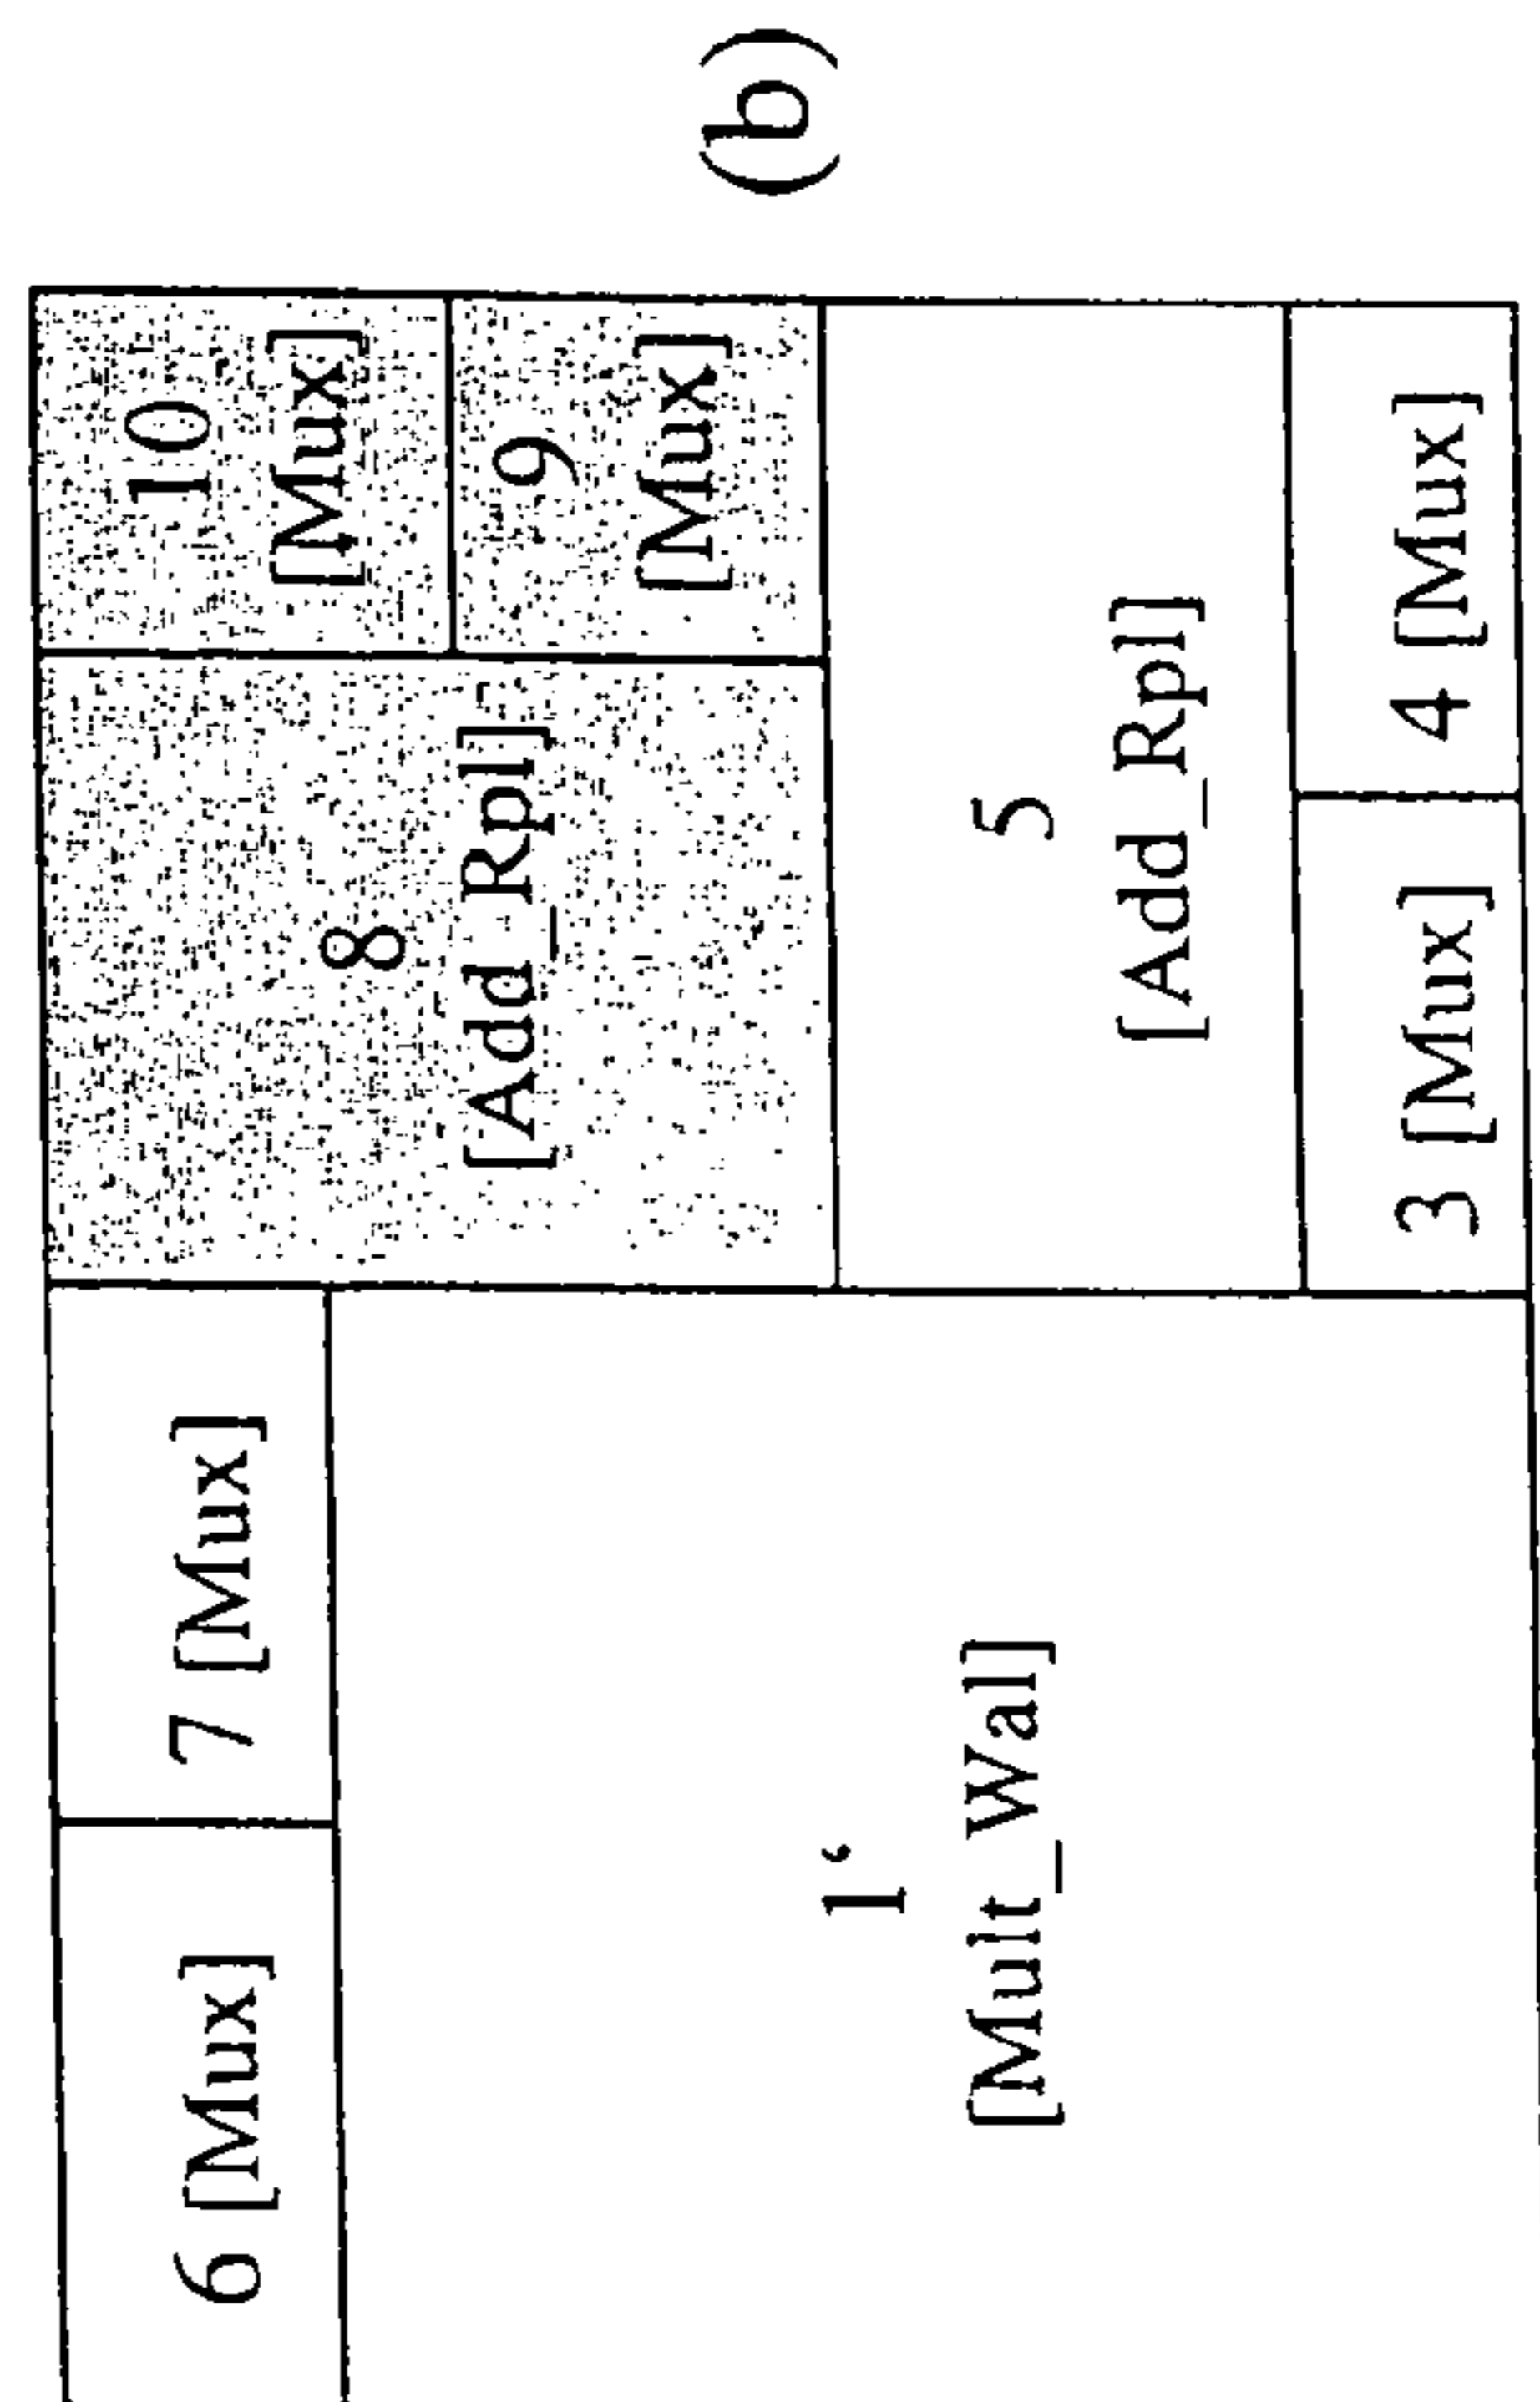 6 [Mux]
7 [Mux]
8
[Add_Rpl]
10
[Mux]
9
[Mux]
1‘
[Mult_Wal]
5
[Add_Rpl]
3 [Mux]
4 [Mux]
(b)